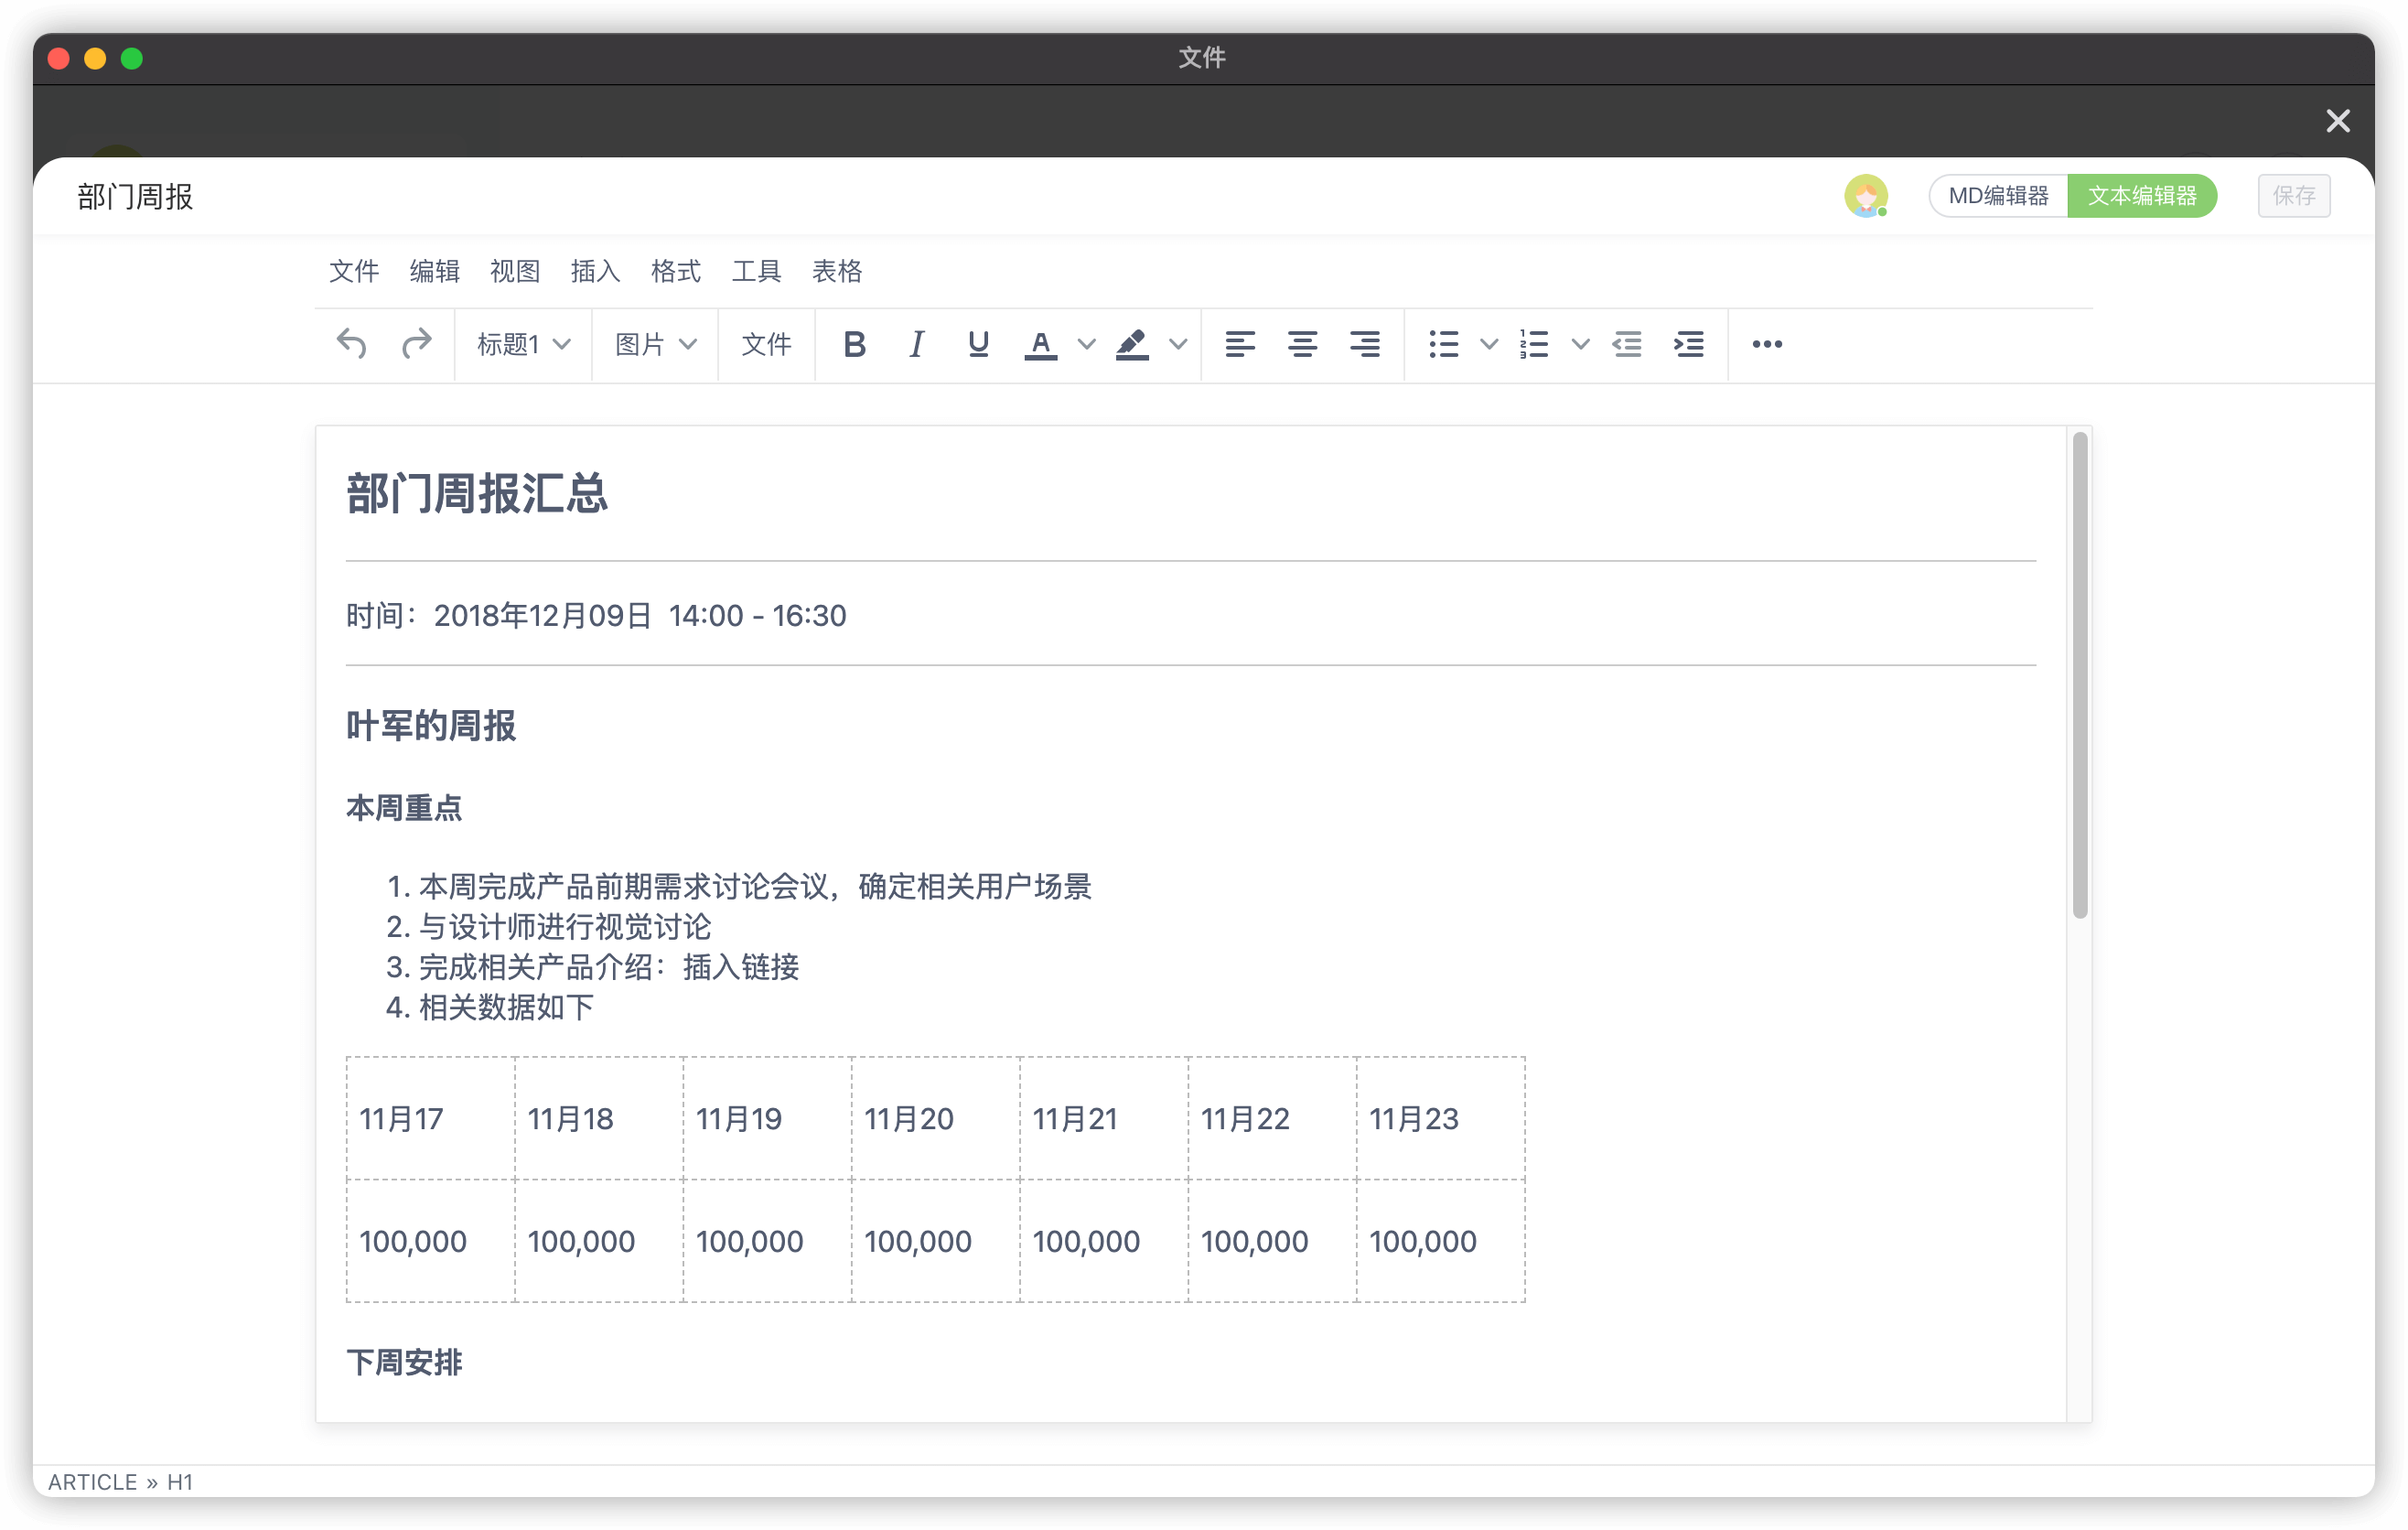 文件
部门周报
MD编辑器 文本编辑器 保存
文件 编辑 视图 插入 格式 工具 表格
标题1 图片 文件 B I U A
部门周报汇总
时间：2018年12月09日 14:00 - 16:30
叶军的周报
本周重点
1. 本周完成产品前期需求讨论会议，确定相关用户场景
2. 与设计师进行视觉讨论
3. 完成相关产品介绍：插入链接
4. 相关数据如下
11月17 11月18 11月19 11月20 11月21 11月22 11月23
100,000 100,000 100,000 100,000 100,000 100,000 100,000
下周安排
ARTICLE » H1